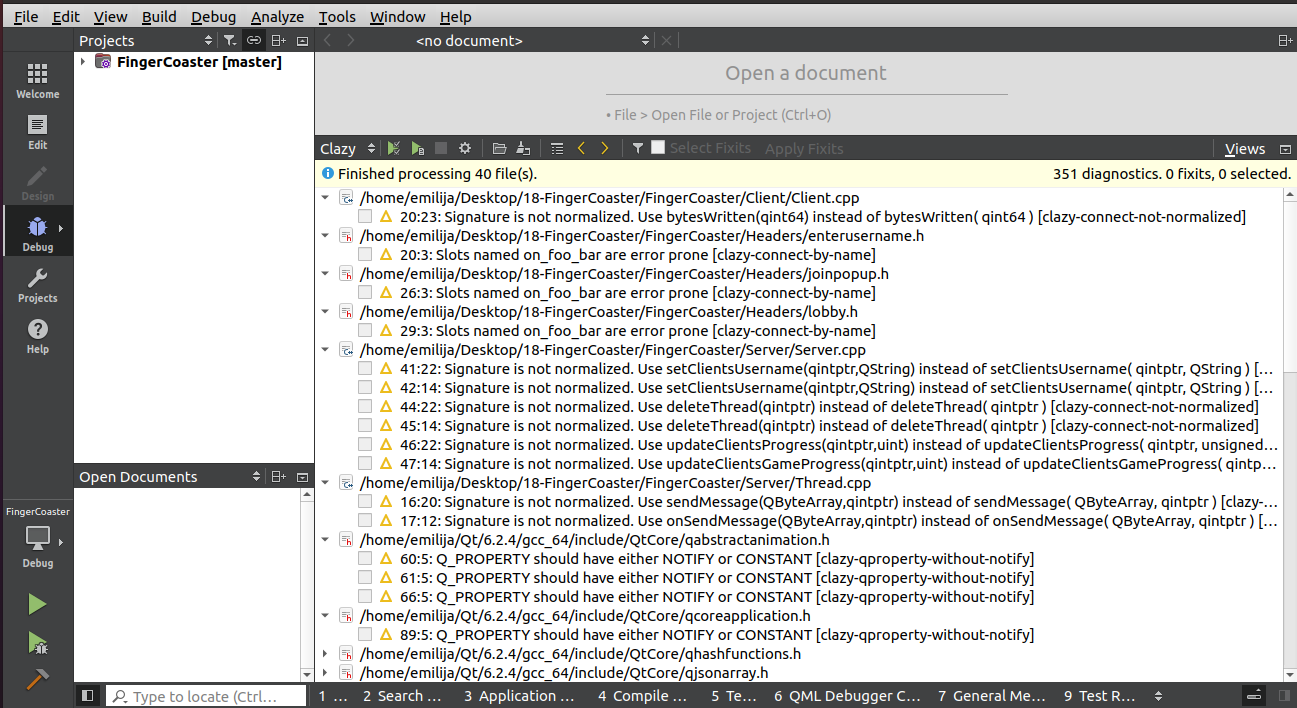 File Edit View Build Debug Analyze Tools Window Help
Projects
<no document>
Welcome
Edit
Design
Debug
Projects
Help
FingerCoaster [master]
Open a document
• File > Open File or Project (Ctrl+O)
Clazy Select Fixits Apply Fixits Views
Finished processing 40 file(s). 351 diagnostics. 0 fixits, 0 selected.
/home/emilija/Desktop/18-FingerCoaster/FingerCoaster/Client/Client.cpp
20:23: Signature is not normalized. Use bytesWritten(qint64) instead of bytesWritten( qint64 ) [clazy-connect-not-normalized]
/home/emilija/Desktop/18-FingerCoaster/FingerCoaster/Headers/enterusername.h
20:3: Slots named on_foo_bar are error prone [clazy-connect-by-name]
/home/emilija/Desktop/18-FingerCoaster/FingerCoaster/Headers/joinpopup.h
26:3: Slots named on_foo_bar are error prone [clazy-connect-by-name]
/home/emilija/Desktop/18-FingerCoaster/FingerCoaster/Headers/lobby.h
29:3: Slots named on_foo_bar are error prone [clazy-connect-by-name]
/home/emilija/Desktop/18-FingerCoaster/FingerCoaster/Server/Server.cpp
41:22: Signature is not normalized. Use setClientsUsername(qintptr,QString) instead of setClientsUsername( qintptr, QString ) [...
42:14: Signature is not normalized. Use setClientsUsername(qintptr,QString) instead of setClientsUsername( qintptr, QString ) [...
44:22: Signature is not normalized. Use deleteThread(qintptr) instead of deleteThread( qintptr ) [clazy-connect-not-normalized]
45:14: Signature is not normalized. Use deleteThread(qintptr) instead of deleteThread( qintptr ) [clazy-connect-not-normalized]
46:22: Signature is not normalized. Use updateClientsProgress(qintptr,uint) instead of updateClientsProgress( qintptr, unsigned...
47:14: Signature is not normalized. Use updateClientsGameProgress(qintptr,uint) instead of updateClientsGameProgress( qintp...
/home/emilija/Desktop/18-FingerCoaster/FingerCoaster/Server/Thread.cpp
16:20: Signature is not normalized. Use sendMessage(QByteArray,qintptr) instead of sendMessage( QByteArray, qintptr ) [clazy-...
17:12: Signature is not normalized. Use onSendMessage(QByteArray,qintptr) instead of onSendMessage( QByteArray, qintptr ) [...
/home/emilija/Qt/6.2.4/gcc_64/include/QtCore/qabstractanimation.h
60:5: Q_PROPERTY should have either NOTIFY or CONSTANT [clazy-qproperty-without-notify]
61:5: Q_PROPERTY should have either NOTIFY or CONSTANT [clazy-qproperty-without-notify]
66:5: Q_PROPERTY should have either NOTIFY or CONSTANT [clazy-qproperty-without-notify]
/home/emilija/Qt/6.2.4/gcc_64/include/QtCore/qcoreapplication.h
89:5: Q_PROPERTY should have either NOTIFY or CONSTANT [clazy-qproperty-without-notify]
/home/emilija/Qt/6.2.4/gcc_64/include/QtCore/qhashfunctions.h
/home/emilija/Qt/6.2.4/gcc_64/include/QtCore/qjsonarray.h
Open Documents
FingerCoaster
Debug
Type to locate (Ctrl... 1 ... 2 Search ... 3 Application ... 4 Compile ... 5 Te... 6 QML Debugger C... 7 General Me... 9 Test R...